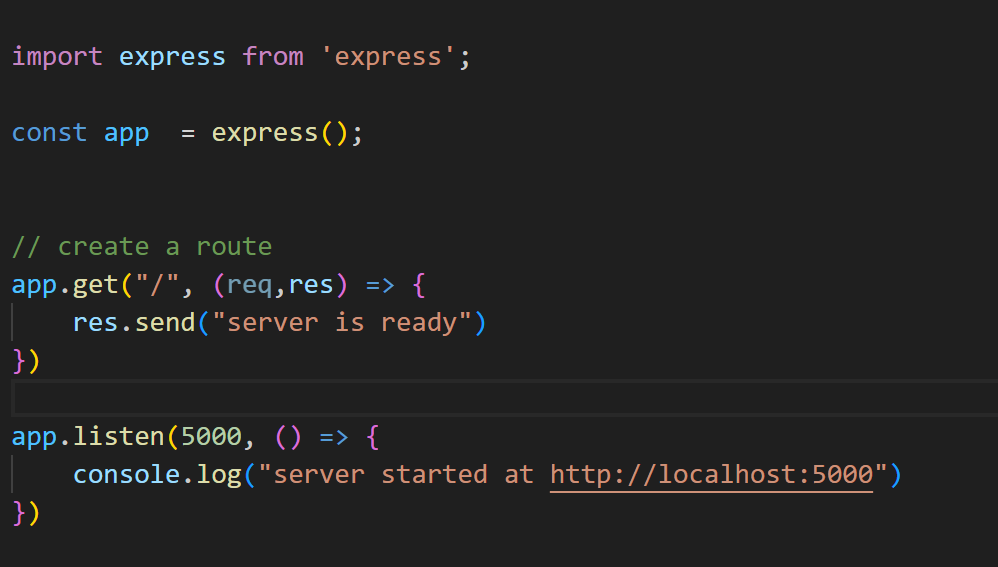 import express from 'express';
const app  = express();
// create a route
app.get("/", (req,res) => {
    res.send("server is ready")
})
app.listen(5000, () => {
    console.log("server started at http://localhost:5000")
})